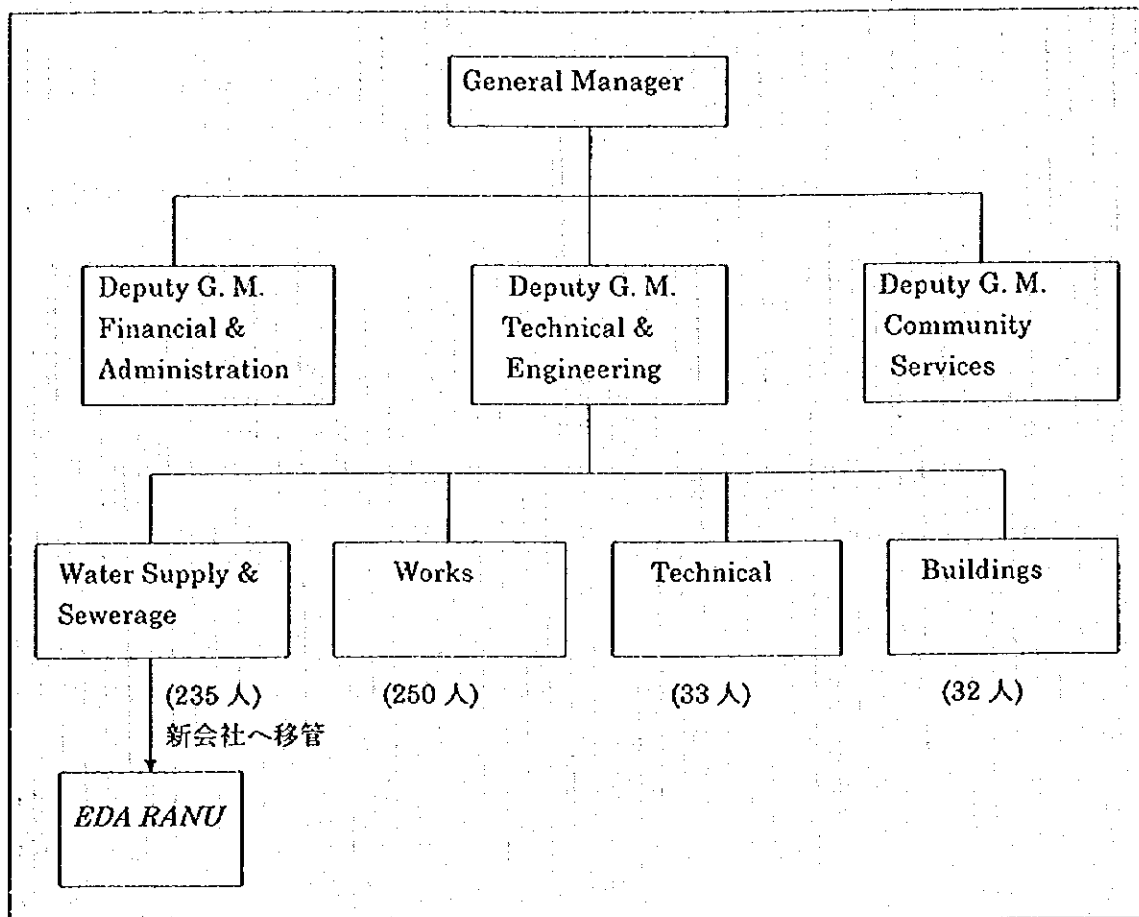 General Manager
Deputy G. M.
Financial &
Administration
Deputy G. M.
Technical &
Engineering
Deputy G. M.
Community
Services
Water Supply &
Sewerage
Works
Technical
Buildings
(235 人)
(250 人)
(33 人)
(32 人)
新会社へ移管
EDA RANU